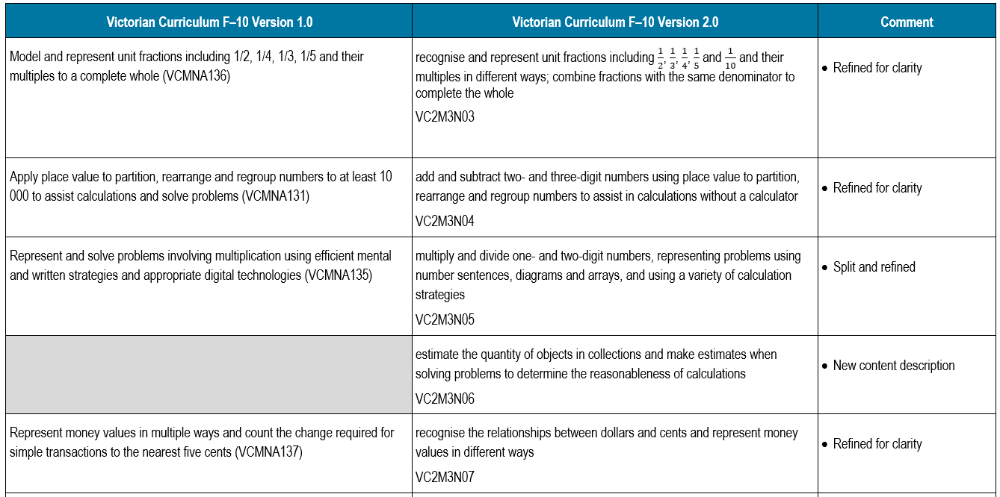 Victorian Curriculum F–10 Version 1.0
Victorian Curriculum F–10 Version 2.0
Comment
Model and represent unit fractions including 1/2, 1/4, 1/3, 1/5 and their
multiples to a complete whole (VCMNA136)
recognise and represent unit fractions including 1/2, 1/3, 1/4, 1/5 and 1/10 and their
multiples in different ways; combine fractions with the same denominator to
complete the whole
VC2M3N03
• Refined for clarity
Apply place value to partition, rearrange and regroup numbers to at least 10
000 to assist calculations and solve problems (VCMNA131)
add and subtract two- and three-digit numbers using place value to partition,
rearrange and regroup numbers to assist in calculations without a calculator
VC2M3N04
• Refined for clarity
Represent and solve problems involving multiplication using efficient mental
and written strategies and appropriate digital technologies (VCMNA135)
multiply and divide one- and two-digit numbers, representing problems using
number sentences, diagrams and arrays, and using a variety of calculation
strategies
VC2M3N05
• Split and refined
estimate the quantity of objects in collections and make estimates when
solving problems to determine the reasonableness of calculations
VC2M3N06
• New content description
Represent money values in multiple ways and count the change required for
simple transactions to the nearest five cents (VCMNA137)
recognise the relationships between dollars and cents and represent money
values in different ways
VC2M3N07
• Refined for clarity